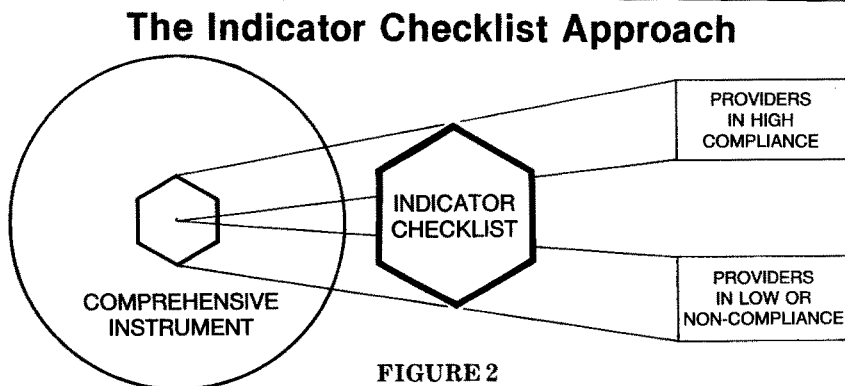 The Indicator Checklist Approach
PROVIDERS
IN HIGH
COMPLIANCE
INDICATOR
CHECKLIST
COMPREHENSIVE
INSTRUMENT
PROVIDERS
IN LOW OR
NON-COMPLIANCE
FIGURE 2